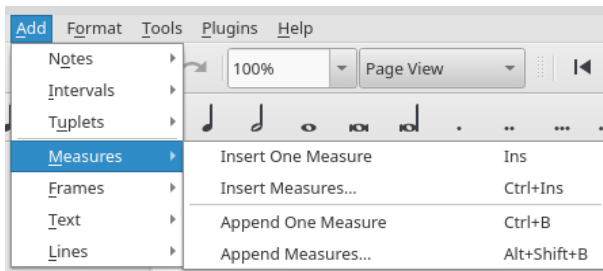 Add Format Tools Plugins Help
Notes 100% Page View
Intervals
Tuplets
Measures Insert One Measure Ins
Frames Insert Measures... Ctrl+Ins
Text Append One Measure Ctrl+B
Lines Append Measures... Alt+Shift+B